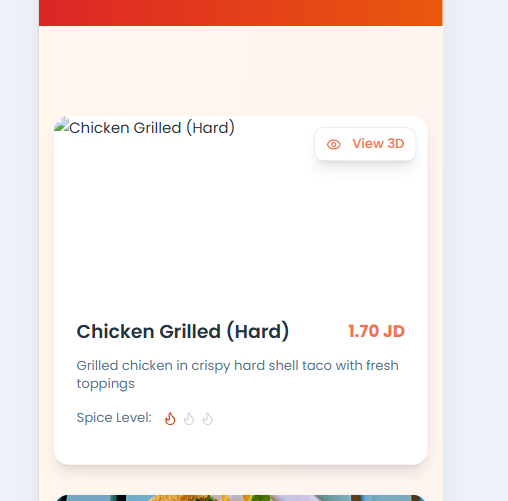 Chicken Grilled (Hard)
View 3D
Chicken Grilled (Hard)
1.70 JD
Grilled chicken in crispy hard shell taco with fresh
toppings
Spice Level: